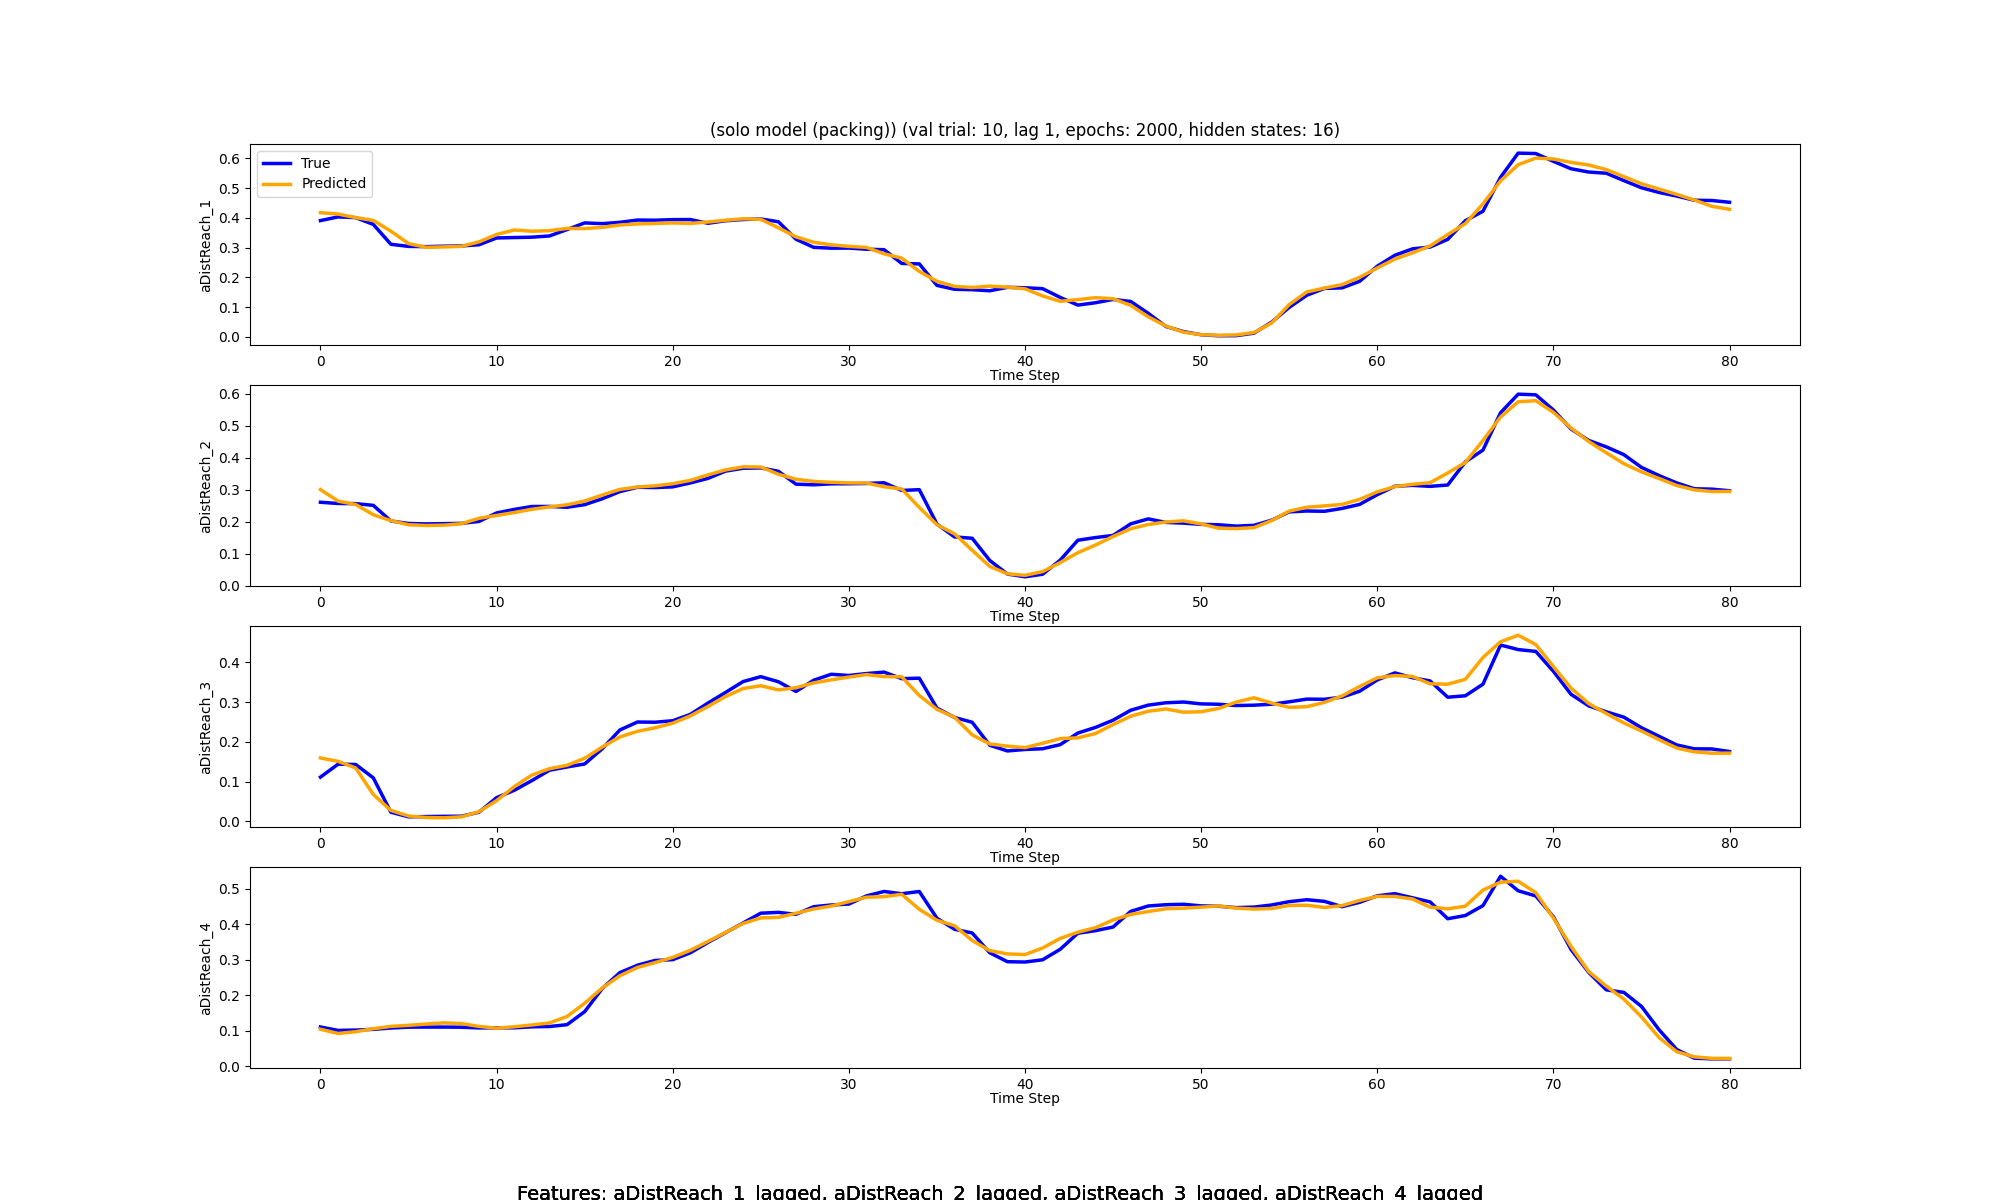 (solo model (packing)) (val trial: 10, lag 1, epochs: 2000, hidden states: 16)
True
Predicted
aDistReach_1
0.6
0.5
0.4
0.3
0.2
0.1
0.0
0 10 20 30 40 50 60 70 80
Time Step
aDistReach_2
0.6
0.5
0.4
0.3
0.2
0.1
0.0
0 10 20 30 40 50 60 70 80
Time Step
aDistReach_3
0.4
0.3
0.2
0.1
0.0
0 10 20 30 40 50 60 70 80
Time Step
aDistReach_4
0.5
0.4
0.3
0.2
0.1
0.0
0 10 20 30 40 50 60 70 80
Time Step
Features: aDistReach_1_lagged, aDistReach_2_lagged, aDistReach_3_lagged, aDistReach_4_lagged